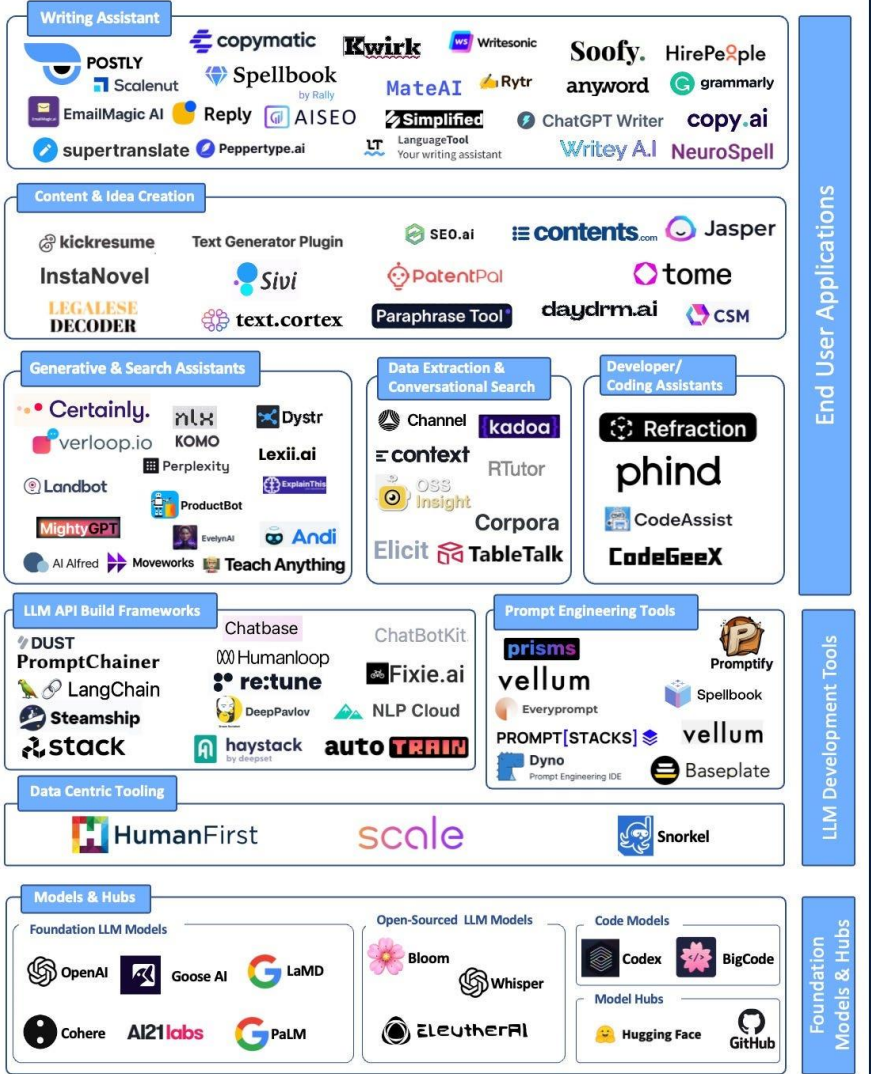 Writing Assistant
POSTLY
copymatic
Kwirk
WS Writesonic
Soofy.
HirePeople
Scalenut
Spellbook
by Rally
MateAI
Rytr
anyword
grammarly
EmailMagic AI
Reply
AISEO
Simplified
ChatGPT Writer
copy.ai
supertranslate
Peppertype.ai
LT LanguageTool
Your writing assistant
Writey A.I
NeuroSpell
Content & Idea Creation
kickresume
Text Generator Plugin
SEO.ai
contents.com
Jasper
InstaNovel
Sivi
PatentPal
tome
LEGALESE
DECODER
text.cortex
Paraphrase Tool
daydrm.ai
CSM
End User Applications
Generative & Search Assistants
Certainly.
nlx
Dystr
verloop.io
KOMO
Lexii.ai
Perplexity
Landbot
ExplainThis
ProductBot
MightyGPT
EvelynAI
Andi
AI Alfred
Moveworks
Teach Anything
Data Extraction &
Conversational Search
Channel
{kadoa}
context
RTutor
OSS
Insight
Corpora
Elicit
TableTalk
Developer/
Coding Assistants
Refraction
phind
CodeAssist
CodeGeeX
LLM API Build Frameworks
DUST
Chatbase
ChatBotKit
PromptChainer
Humanloop
LangChain
re:tune
Fixie.ai
Steamship
DeepPavlov
NLP Cloud
stack
haystack
by deepset
auto TRAIN
Prompt Engineering Tools
prisms
Promptify
vellum
Everyprompt
Spellbook
PROMPT[STACKS]
vellum
Dyno
Prompt Engineering IDE
Baseplate
LLM Development Tools
Data Centric Tooling
HumanFirst
scale
Snorkel
Models & Hubs
Foundation LLM Models
OpenAI
Goose AI
LaMD
Cohere
AI21labs
PaLM
Open-Sourced LLM Models
Bloom
Whisper
EleutherAI
Code Models
Codex
</> BigCode
Model Hubs
Hugging Face
GitHub
Foundation
Models & Hubs